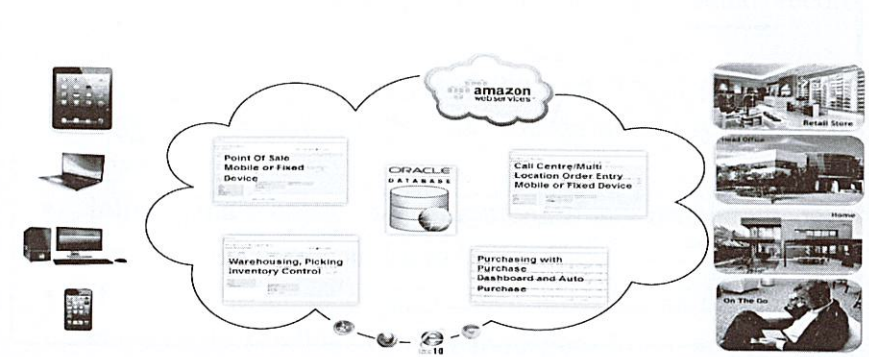 amazon
webservices™
Retail Store
Head Office
Point Of Sale
Mobile or Fixed
Device
ORACLE
DATABASE
Call Centre/Multi
Location Order Entry
Mobile or Fixed Device
Home
Warehousing, Picking
Inventory Control
Purchasing with
Purchase
Dashboard and Auto
Purchase
On The Go